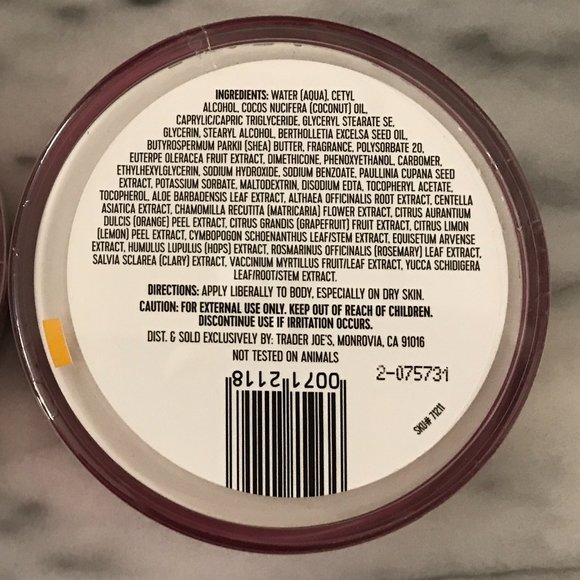 INGREDIENTS: WATER (AQUA), CETYL
ALCOHOL, COCOS NUCIFERA (COCONUT) OIL,
CAPRYLIC/CAPRIC TRIGLYCERIDE, GLYCERYL STEARATE SE,
GLYCERIN, STEARYL ALCOHOL, BERTHOLLETIA EXCELSA SEED OIL,
BUTYROSPERMUM PARKII (SHEA) BUTTER, FRAGRANCE, POLYSORBATE 20,
EUTERPE OLERACEA FRUIT EXTRACT, DIMETHICONE, PHENOXYETHANOL, CARBOMER,
ETHYLHEXYLGLYCERIN, SODIUM HYDROXIDE, SODIUM BENZOATE, PAULLINIA CUPANA SEED
EXTRACT, POTASSIUM SORBATE, MALTODEXTRIN, DISODIUM EDTA, TOCOPHERYL ACETATE,
TOCOPHEROL, ALOE BARBADENSIS LEAF EXTRACT, ALTHAEA OFFICINALIS ROOT EXTRACT, CENTELLA
ASIATICA EXTRACT, CHAMOMILLA RECUTITA (MATRICARIA) FLOWER EXTRACT, CITRUS AURANTIUM
DULCIS (ORANGE) PEEL EXTRACT, CITRUS GRANDIS (GRAPEFRUIT) FRUIT EXTRACT, CITRUS LIMON
(LEMON) PEEL EXTRACT, CYMBOPOGON SCHOENANTHUS LEAF/STEM EXTRACT, EQUISETUM ARVENSE
EXTRACT, HUMULUS LUPULUS (HOPS) EXTRACT, ROSMARINUS OFFICINALIS (ROSEMARY) LEAF EXTRACT,
SALVIA SCLAREA (CLARY) EXTRACT, VACCINIUM MYRTILLUS FRUIT/LEAF EXTRACT, YUCCA SCHIDIGERA
LEAF/ROOT/STEM EXTRACT.
DIRECTIONS: APPLY LIBERALLY TO BODY, ESPECIALLY ON DRY SKIN.
CAUTION: FOR EXTERNAL USE ONLY. KEEP OUT OF REACH OF CHILDREN.
DISCONTINUE USE IF IRRITATION OCCURS.
DIST. & SOLD EXCLUSIVELY BY: TRADER JOE'S, MONROVIA, CA 91016
NOT TESTED ON ANIMALS
00712118
2-075731
SKU# 71211